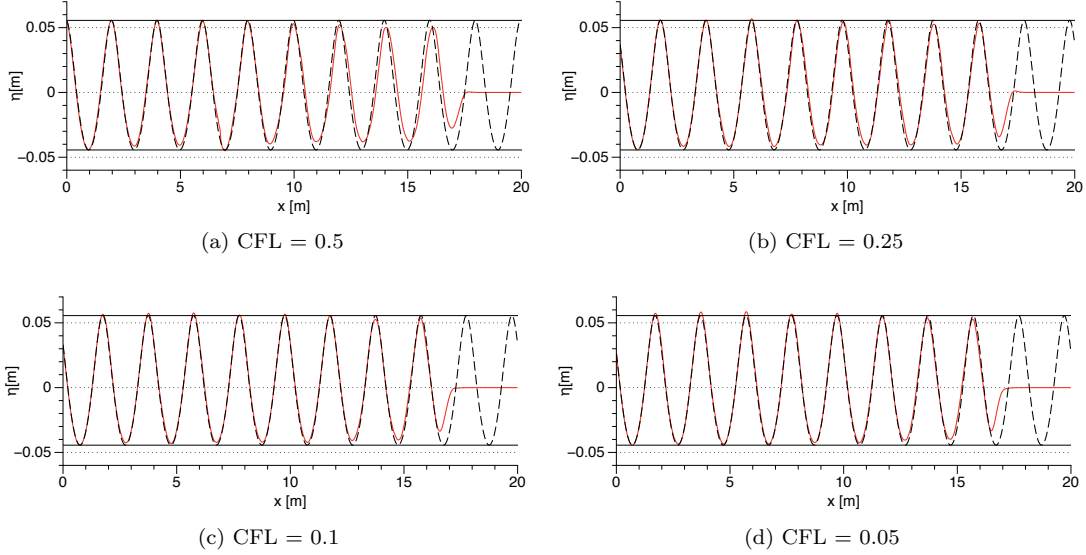 η[m]
0.05
0
−0.05
0 5 10 15 20
x [m]
(a) CFL = 0.5
η[m]
0.05
0
−0.05
0 5 10 15 20
x [m]
(b) CFL = 0.25
η[m]
0.05
0
−0.05
0 5 10 15 20
x [m]
(c) CFL = 0.1
η[m]
0.05
0
−0.05
0 5 10 15 20
x [m]
(d) CFL = 0.05